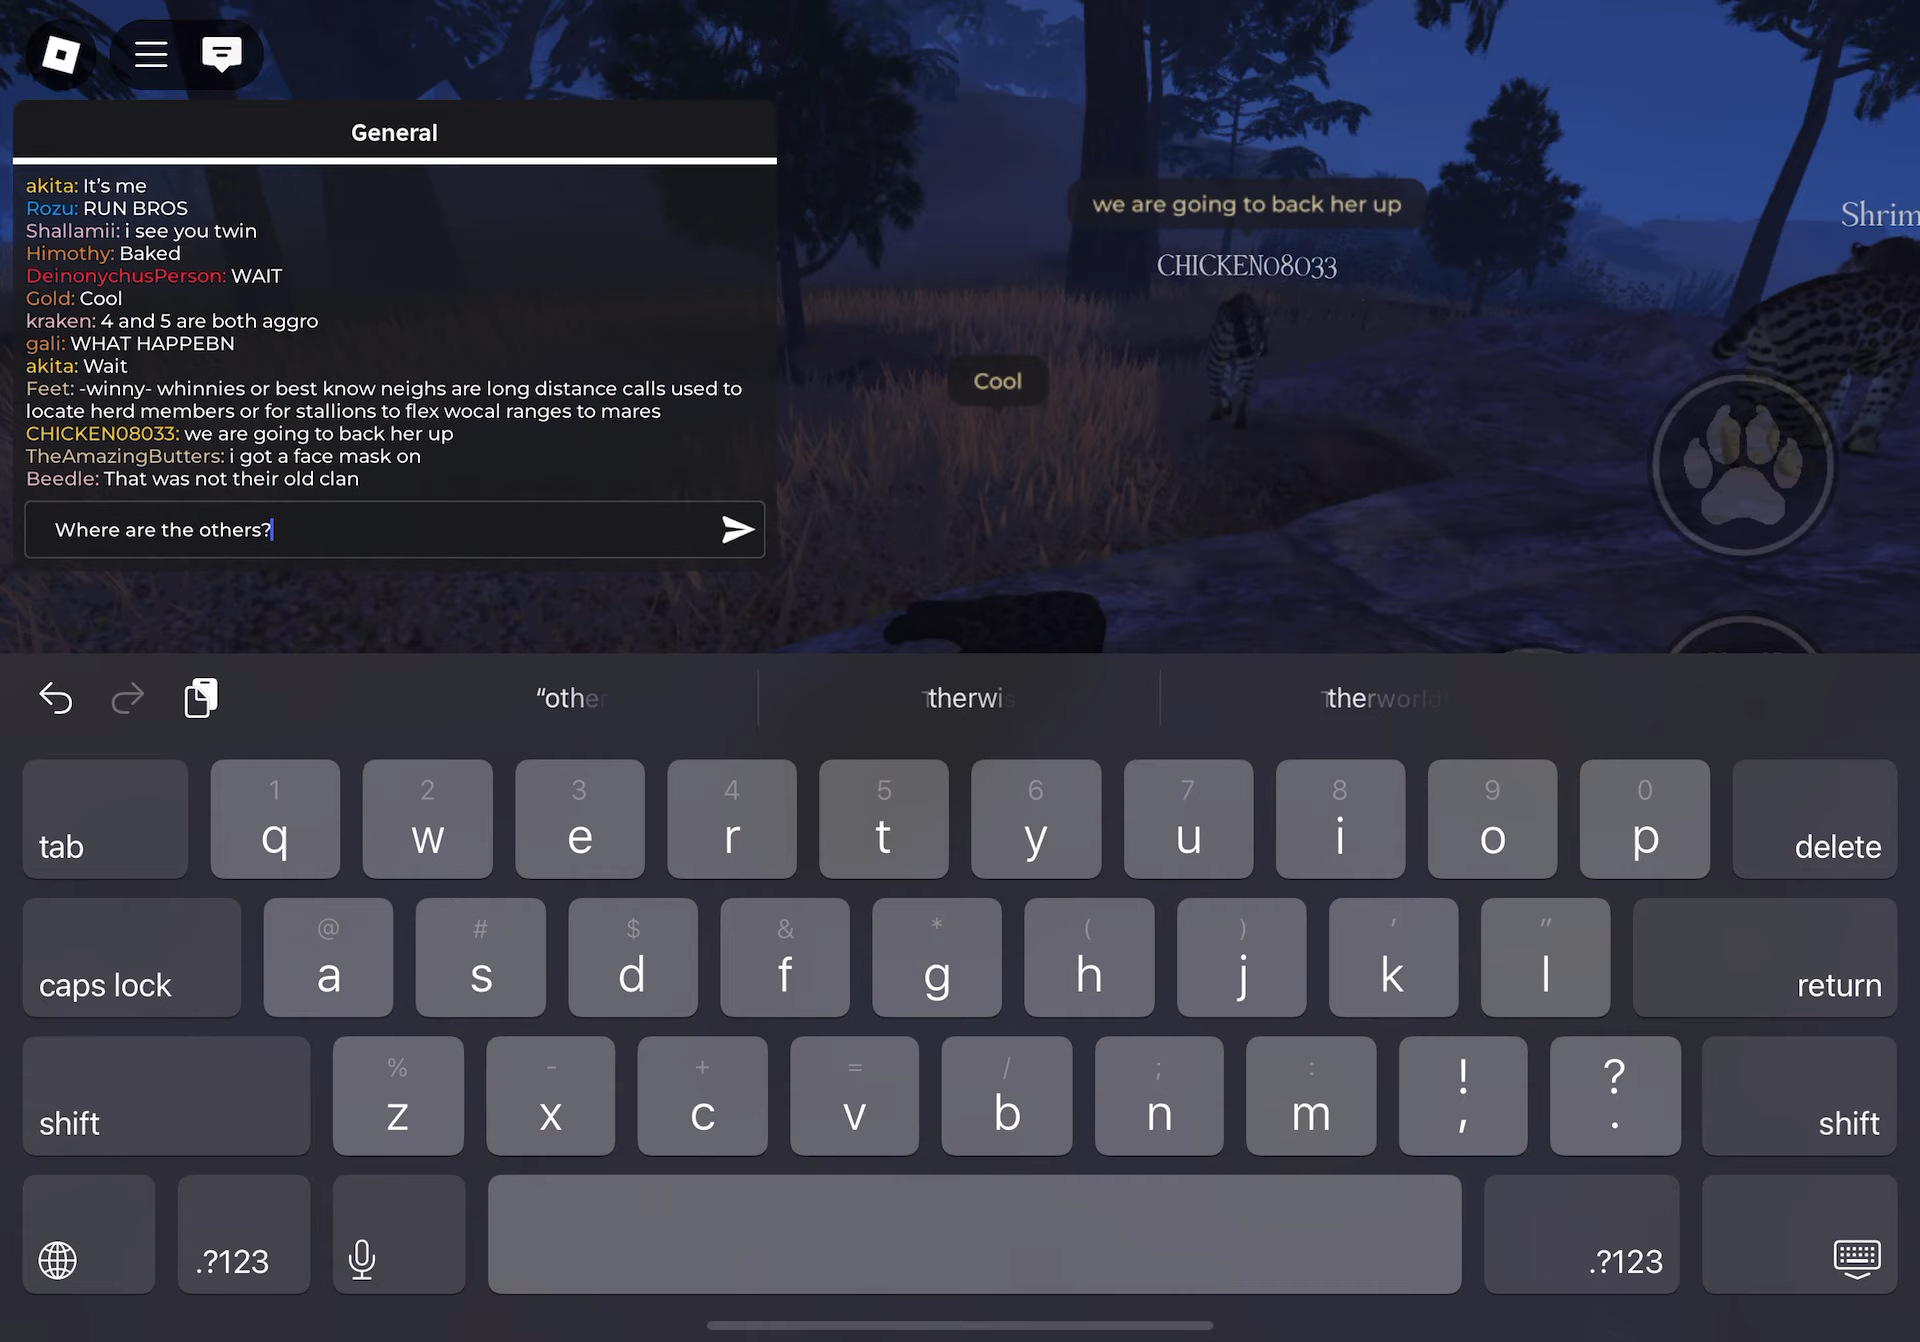 General
akita: It's me
Rozu: RUN BROS
Shallamii: i see you twin
Himothy: Baked
DeinonychusPerson: WAIT
Gold: Cool
kraken: 4 and 5 are both aggro
gali: WHAT HAPPEBN
akita: Wait
Feet: -winny- whinnies or best know neighs are long distance calls used to
locate herd members or for stallions to flex wocal ranges to mares
CHICKEN08033: we are going to back her up
TheAmazingButters: i got a face mask on
Beedle: That was not their old clan
Where are the others?
we are going to back her up
CHICKEN08033
Cool
Shrim
“other therwis therworld
1 2 3 4 5 6 7 8 9 0
tab q w e r t y u i o p delete
@ # $ & * ( ) ' "
caps lock a s d f g h j k l return
% - + = / ; : ! ?
shift z x c v b n m , . shift
.?123 .?123